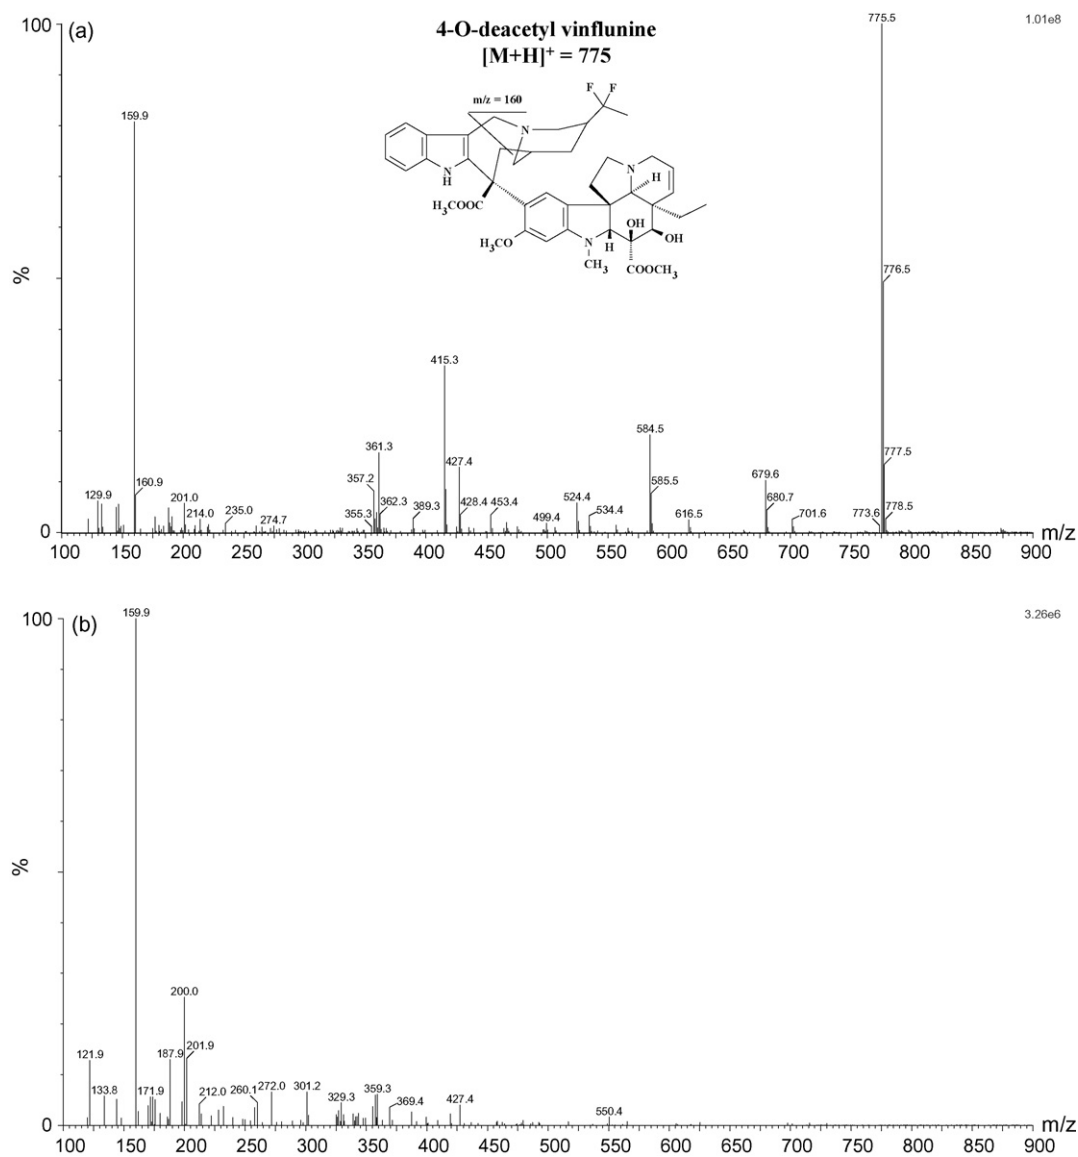 100
(a)
4-O-deacetyl vinflunine
[M+H]+ = 775
775.5
1.01e8
m/z = 160
F F
N
N
H
H3COOC
N
H
OH
OH
H3CO
N
H
CH3
COOCH3
159.9
776.5
%
415.3
361.3
427.4
584.5
777.5
357.2
585.5
679.6
129.9
160.9
201.0
235.0
214.0
274.7
355.3
362.3
389.3
428.4
453.4
499.4
524.4
534.4
616.5
680.7
701.6
773.6
778.5
0
100 150 200 250 300 350 400 450 500 550 600 650 700 750 800 850 900 m/z
100
(b)
159.9
3.26e6
%
200.0
121.9
187.9
201.9
133.8
171.9
212.0
260.1
272.0
301.2
329.3
359.3
369.4
427.4
550.4
0
100 150 200 250 300 350 400 450 500 550 600 650 700 750 800 850 900 m/z